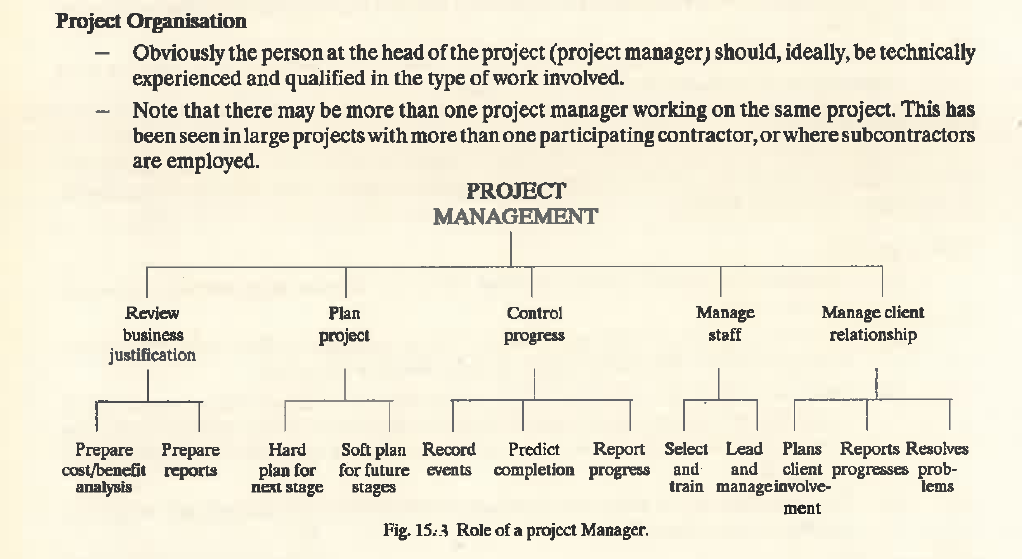 Project Organisation
— Obviously the person at the head of the project (project manager) should, ideally, be technically
experienced and qualified in the type of work involved.
— Note that there may be more than one project manager working on the same project. This has
been seen in large projects with more than one participating contractor, or where subcontractors
are employed.
PROJECT
MANAGEMENT
Review
business
justification
Plan
project
Control
progress
Manage
staff
Manage client
relationship
Prepare
cost/benefit
analysis
Prepare
reports
Hard
plan for
next stage
Soft plan
for future
stages
Record
events
Predict
completion
Report
progress
Select
and
train
Lead
and
manage
Plans
client
involve-
ment
Reports
progresses
Resolves
prob-
lems
Fig. 15.3 Role of a project Manager.